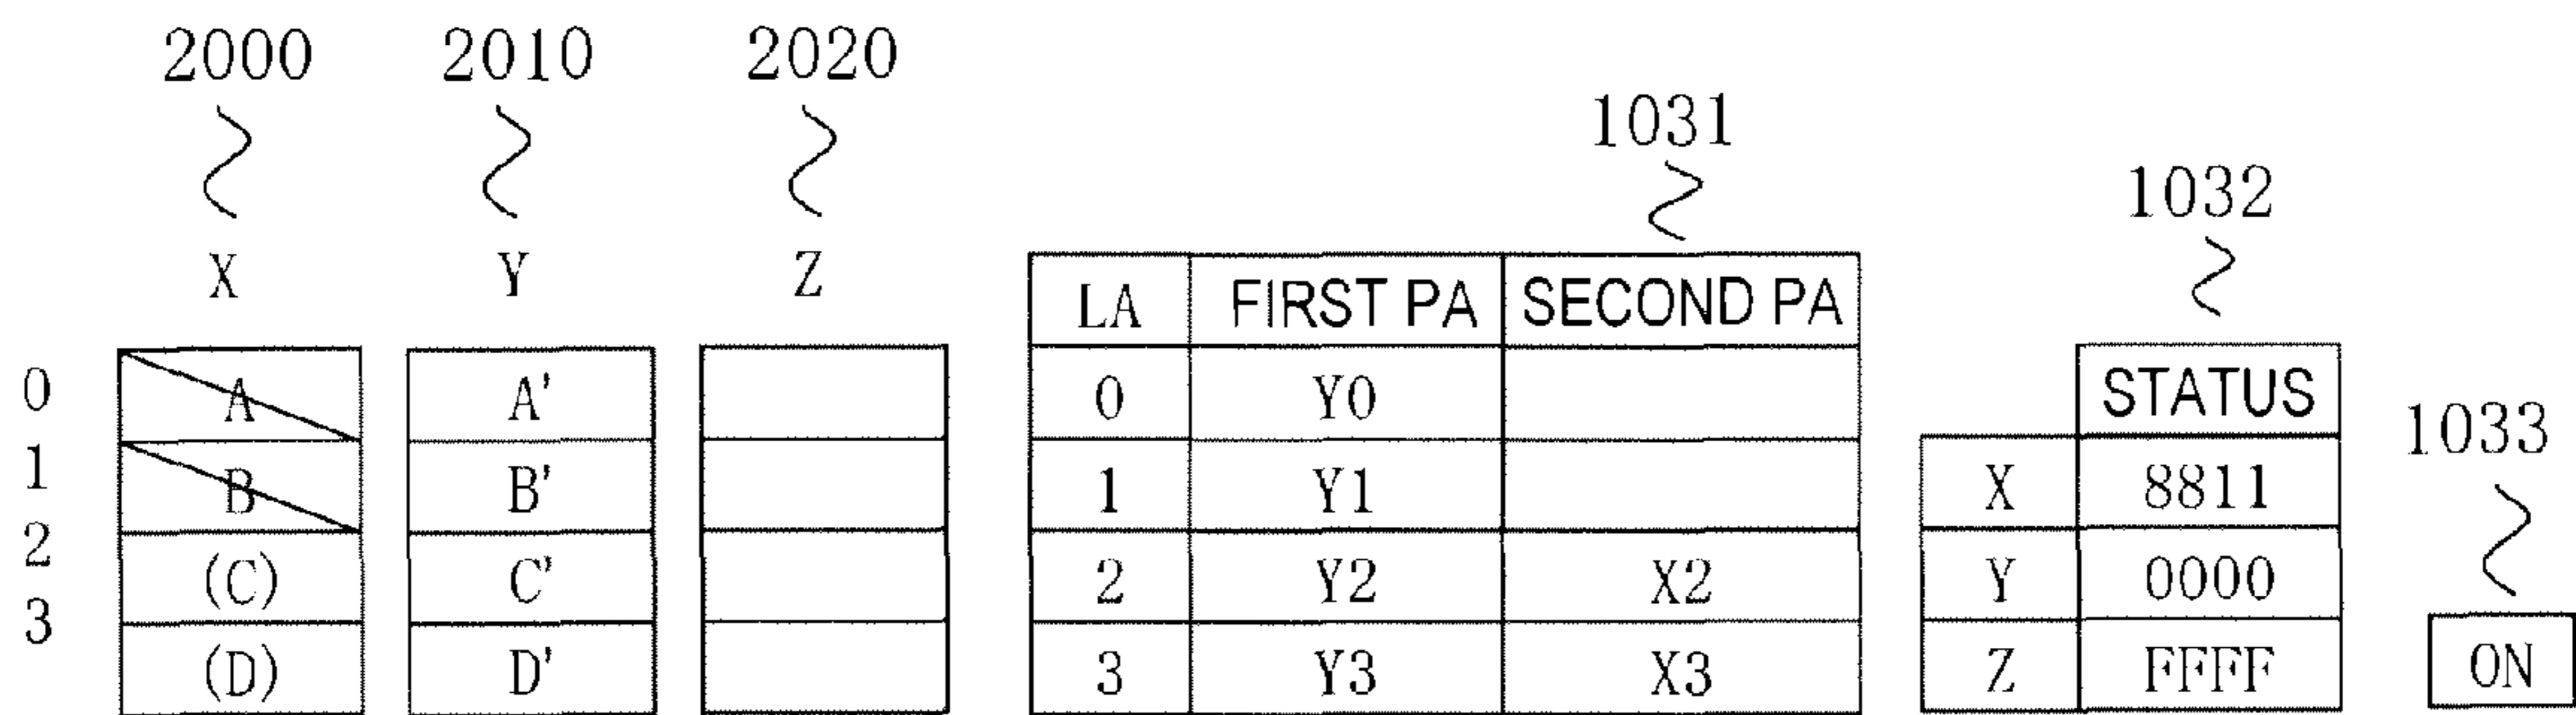 2000 2010 2020
1031
1032
X Y Z
LA FIRST PA SECOND PA
0 A A' 0 Y0 STATUS
1033
1 B B' 1 Y1 X 8811
2 (C) C' 2 Y2 X2 Y 0000
3 (D) D' 3 Y3 X3 Z FFFF ON